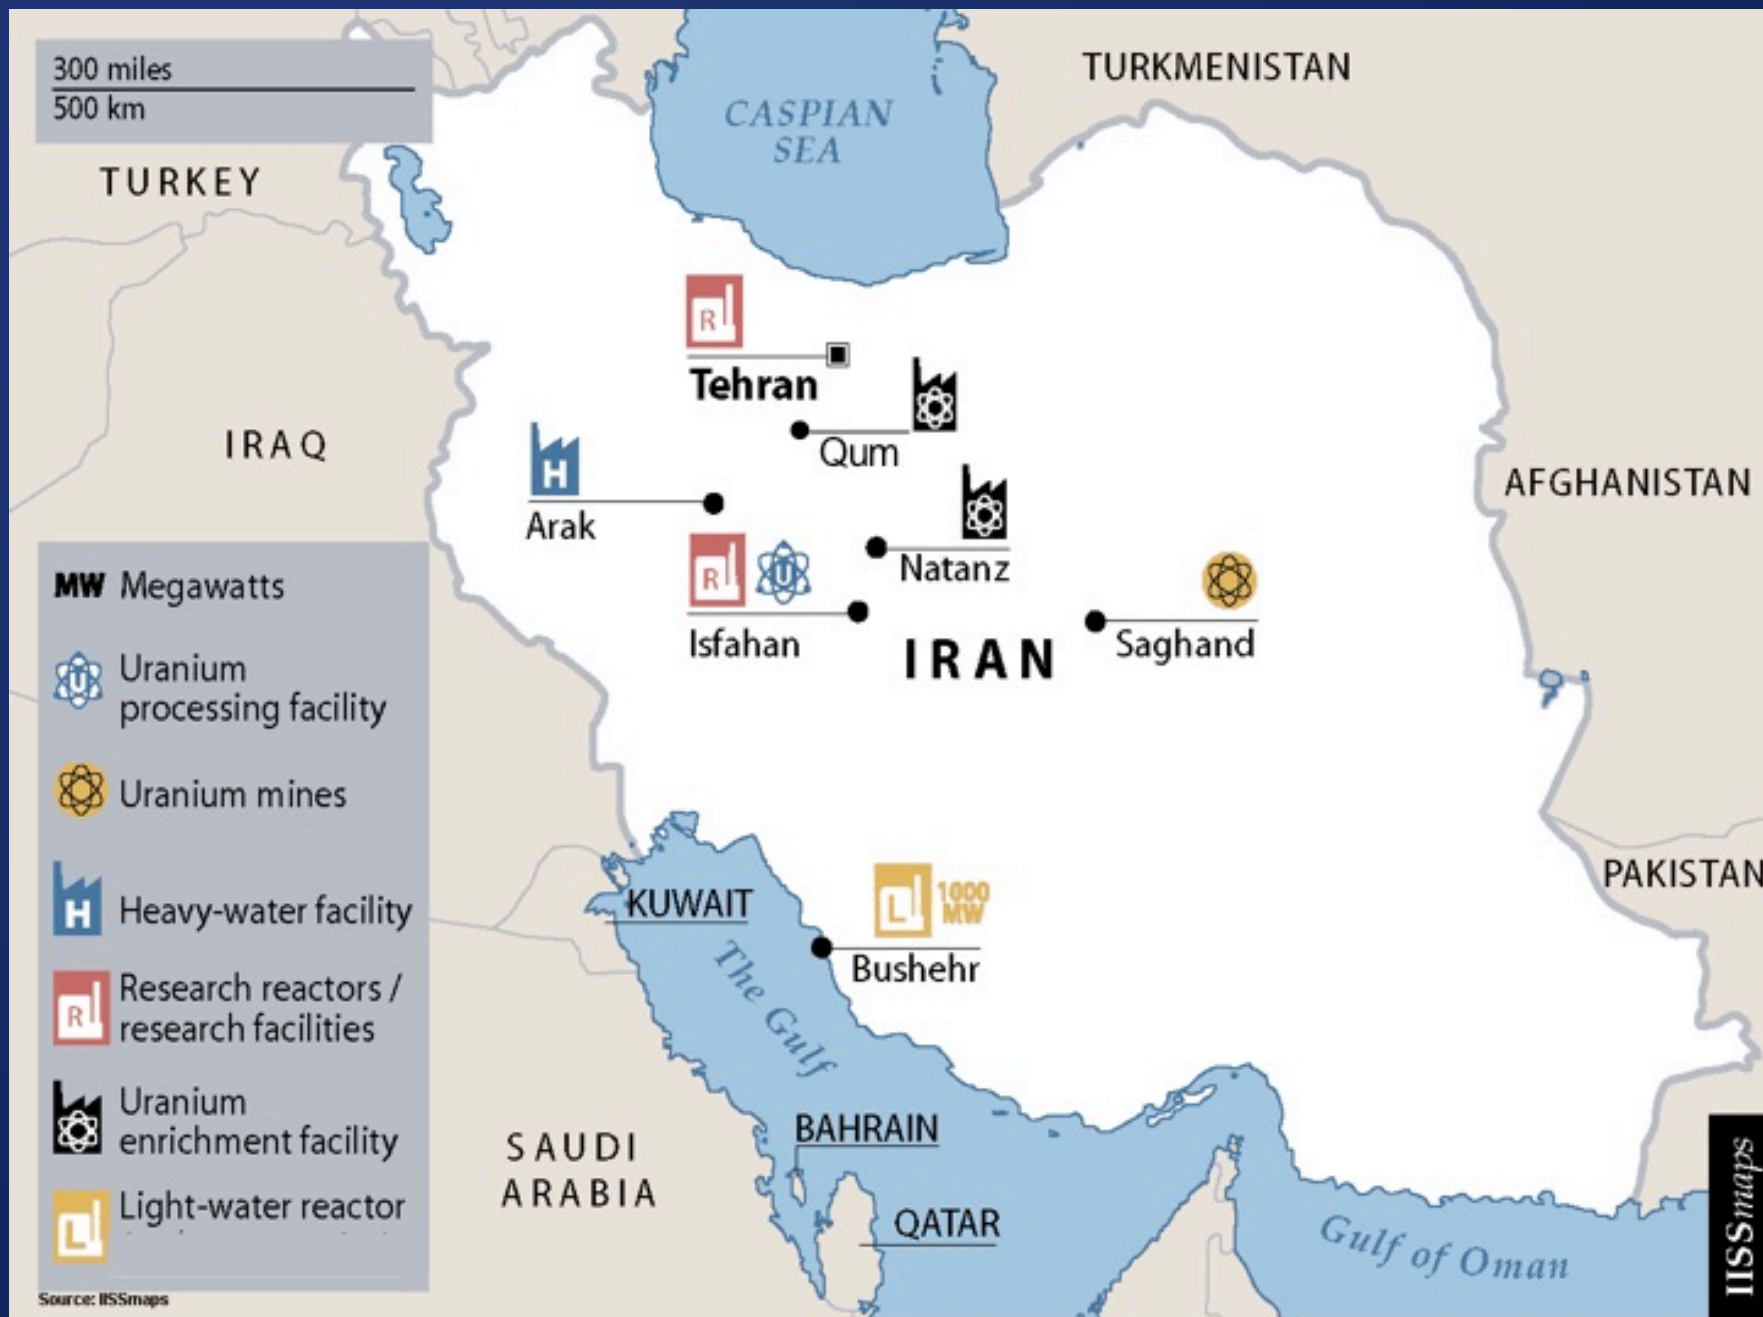 300 miles
500 km
TURKEY
CASPIAN
SEA
TURKMENISTAN
R
Tehran
IRAQ
Qum
H
Arak
AFGHANISTAN
Natanz
R U
Isfahan
IRAN
Saghand
MW Megawatts
U Uranium
processing facility
Uranium mines
H Heavy-water facility
R Research reactors /
research facilities
Uranium
enrichment facility
L Light-water reactor
PAKISTAN
KUWAIT
L 1000
MW
Bushehr
The Gulf
BAHRAIN
SAUDI
ARABIA
QATAR
Gulf of Oman
IISSmaps
Source: IISSmaps